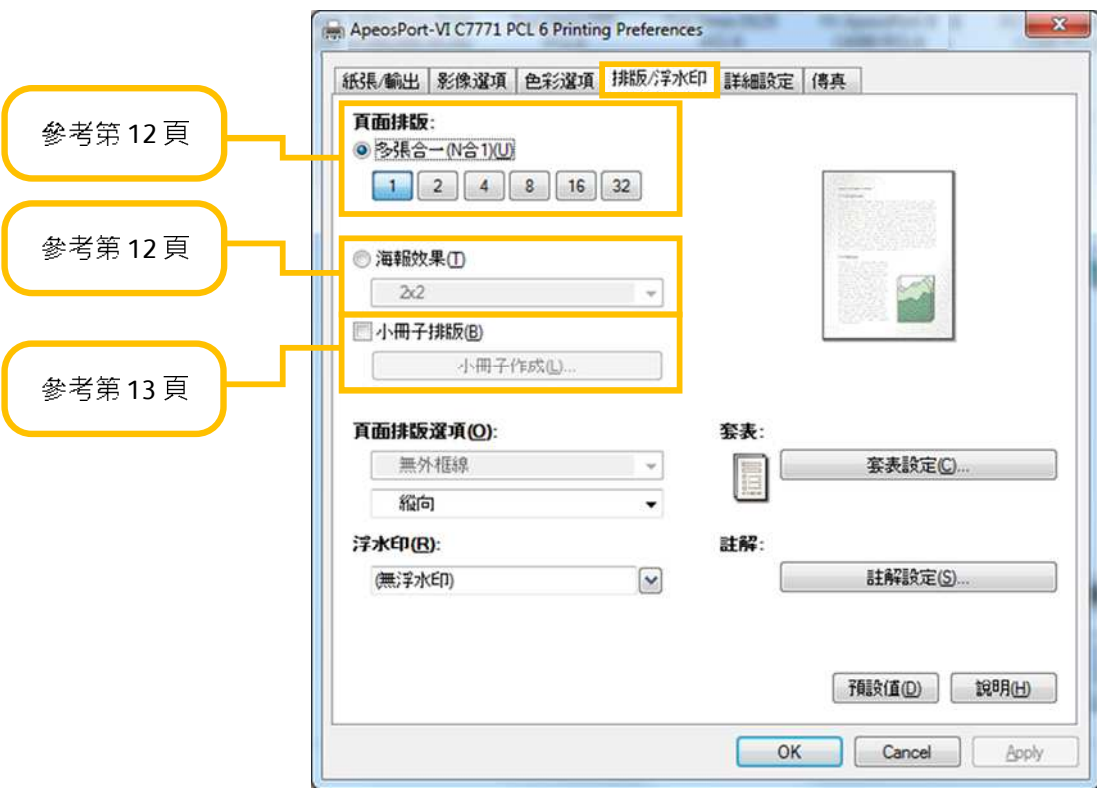 ApeosPort-VI C7771 PCL 6 Printing Preferences
紙張/輸出 影像選項 色彩選項 排版/浮水印 詳細設定 傳真
參考第 12 頁
頁面排版:
多張合一(N合1)(U)
1 2 4 8 16 32
參考第 12 頁
海報效果(T)
2x2
小冊子排版(B)
小冊子作成(L)...
參考第 13 頁
頁面排版選項(O):
無外框線
縱向
套表:
套表設定(C)...
浮水印(R):
(無浮水印)
註解:
註解設定(S)...
預設值(D) 說明(H)
OK Cancel Apply